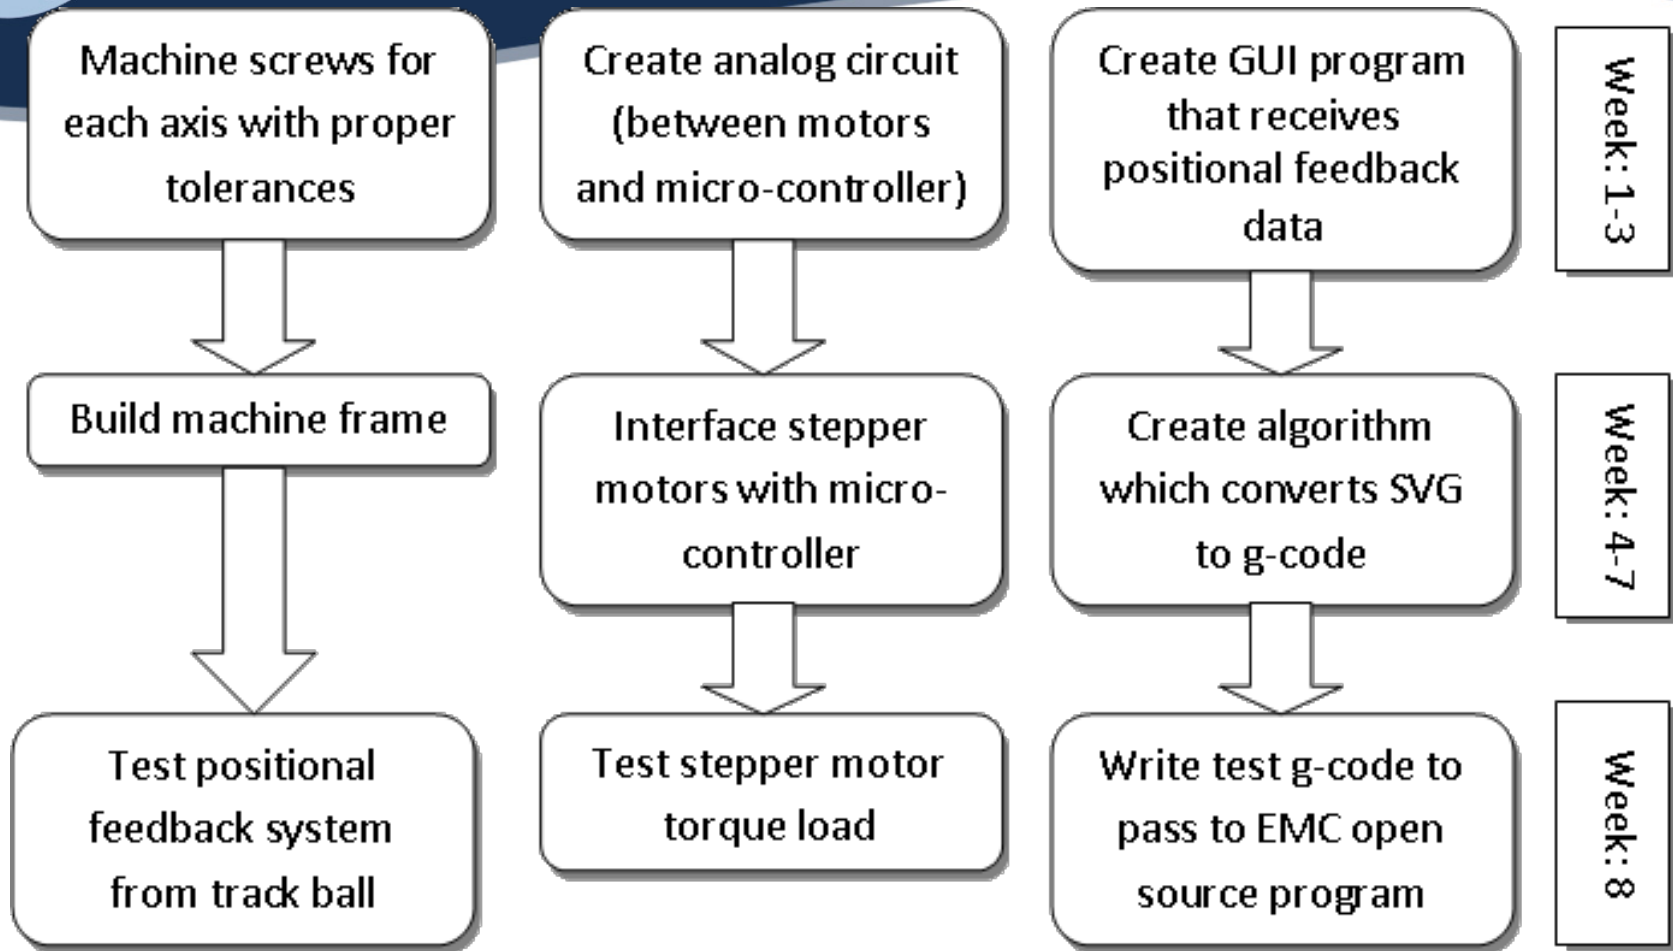 Machine screws for
each axis with proper
tolerances
Create analog circuit
(between motors
and micro-controller)
Create GUI program
that receives
positional feedback
data
Week: 1-3
Build machine frame
Interface stepper
motors with micro-
controller
Create algorithm
which converts SVG
to g-code
Week: 4-7
Test positional
feedback system
from track ball
Test stepper motor
torque load
Write test g-code to
pass to EMC open
source program
Week: 8